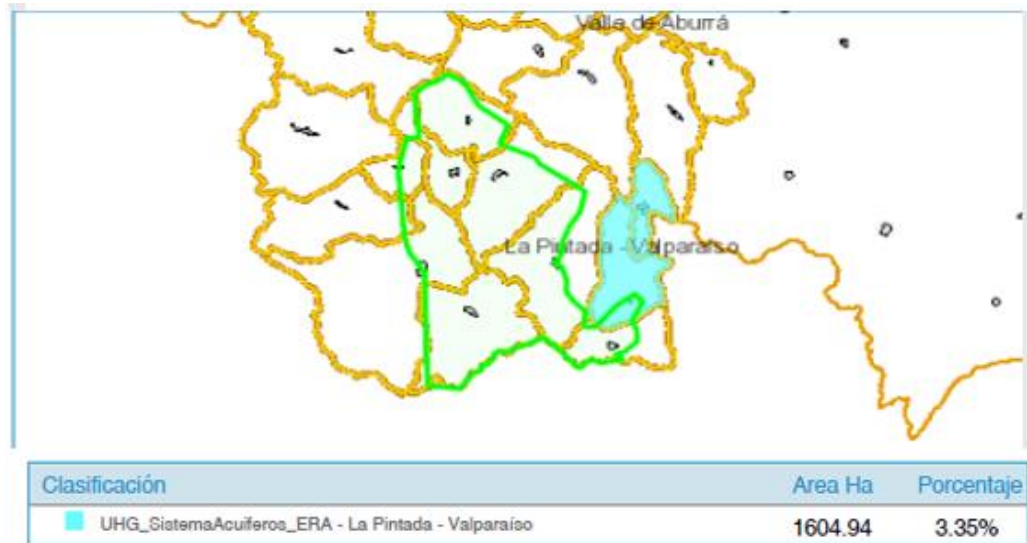 Valle de Aburrá
La Pintada - Valparaíso
Clasificación Area Ha Porcentaje
UHG_SistemaAcuiferos_ERA - La Pintada - Valparaíso 1604.94 3.35%